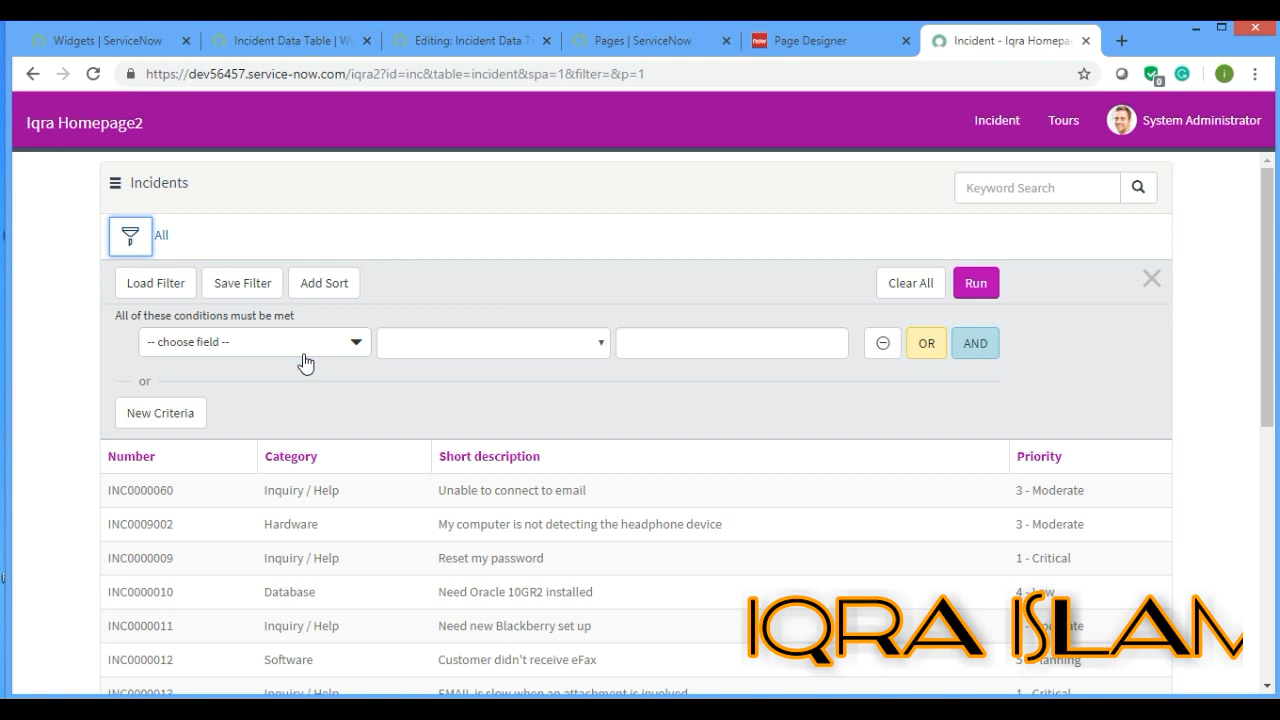 Widgets | ServiceNow
Incident Data Table | Wi
Editing: Incident Data T
Pages | ServiceNow
now Page Designer
Incident - Iqra Homepa
https://dev56457.service-now.com/iqra2?id=inc&table=incident&spa=1&filter=&p=1
0
i
Iqra Homepage2
Incident
Tours
System Administrator
Incidents
Keyword Search
All
Load Filter
Save Filter
Add Sort
Clear All
Run
All of these conditions must be met
-- choose field --
OR
AND
or
New Criteria
Number Category Short description Priority
INC0000060 Inquiry / Help Unable to connect to email 3 - Moderate
INC0009002 Hardware My computer is not detecting the headphone device 3 - Moderate
INC0000009 Inquiry / Help Reset my password 1 - Critical
INC0000010 Database Need Oracle 10GR2 installed 4 - Low
INC0000011 Inquiry / Help Need new Blackberry set up
INC0000012 Software Customer didn't receive eFax 5 - Planning
INC0000013 Inquiry / Help EMAIL is slow when an attachment is involved 1 - Critical
IQRA ISLAM